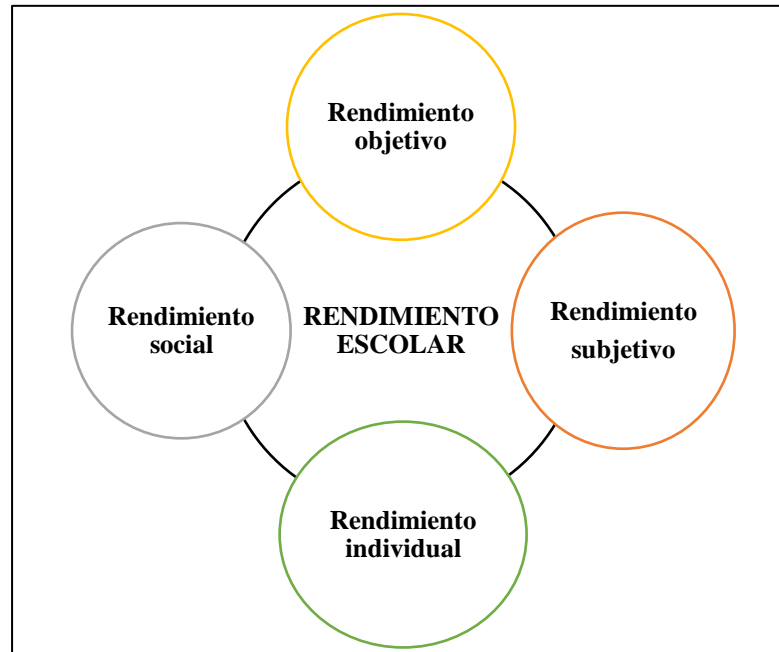 Rendimiento
objetivo
Rendimiento
social
RENDIMIENTO
ESCOLAR
Rendimiento
subjetivo
Rendimiento
individual